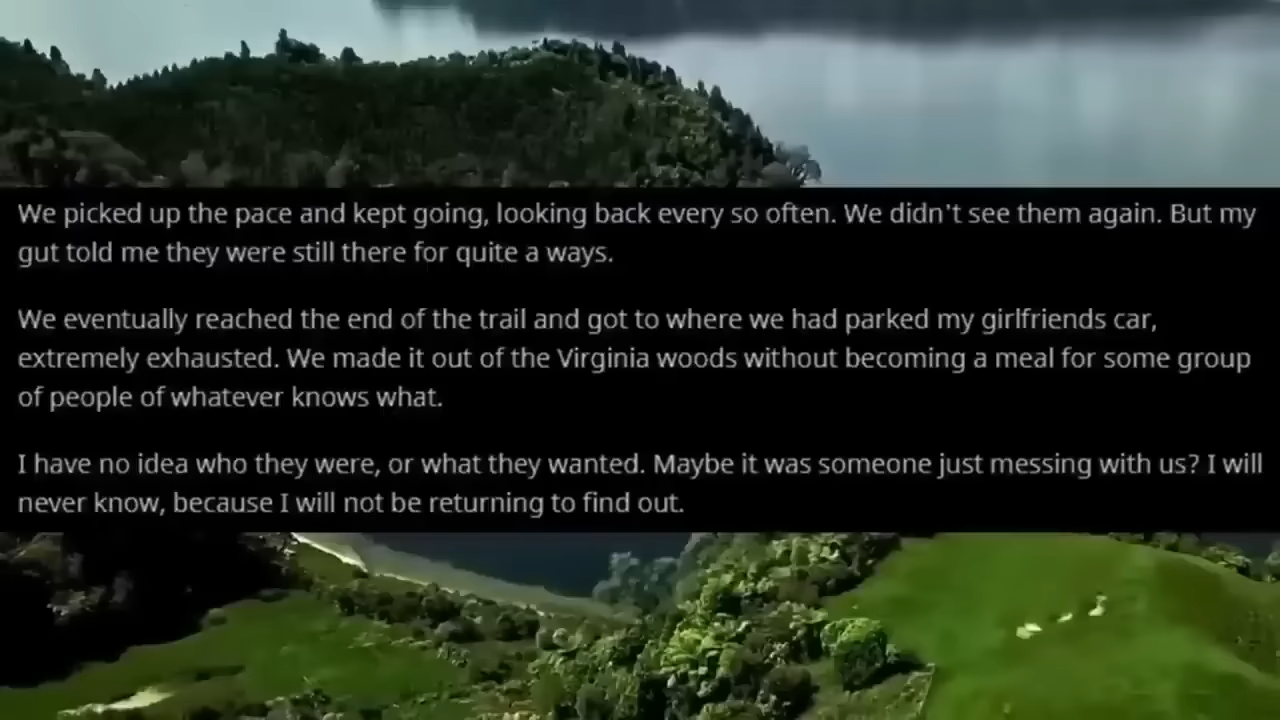 We picked up the pace and kept going, looking back every so often. We didn't see them again. But my
gut told me they were still there for quite a ways.
We eventually reached the end of the trail and got to where we had parked my girlfriends car,
extremely exhausted. We made it out of the Virginia woods without becoming a meal for some group
of people of whatever knows what.
I have no idea who they were, or what they wanted. Maybe it was someone just messing with us? I will
never know, because I will not be returning to find out.